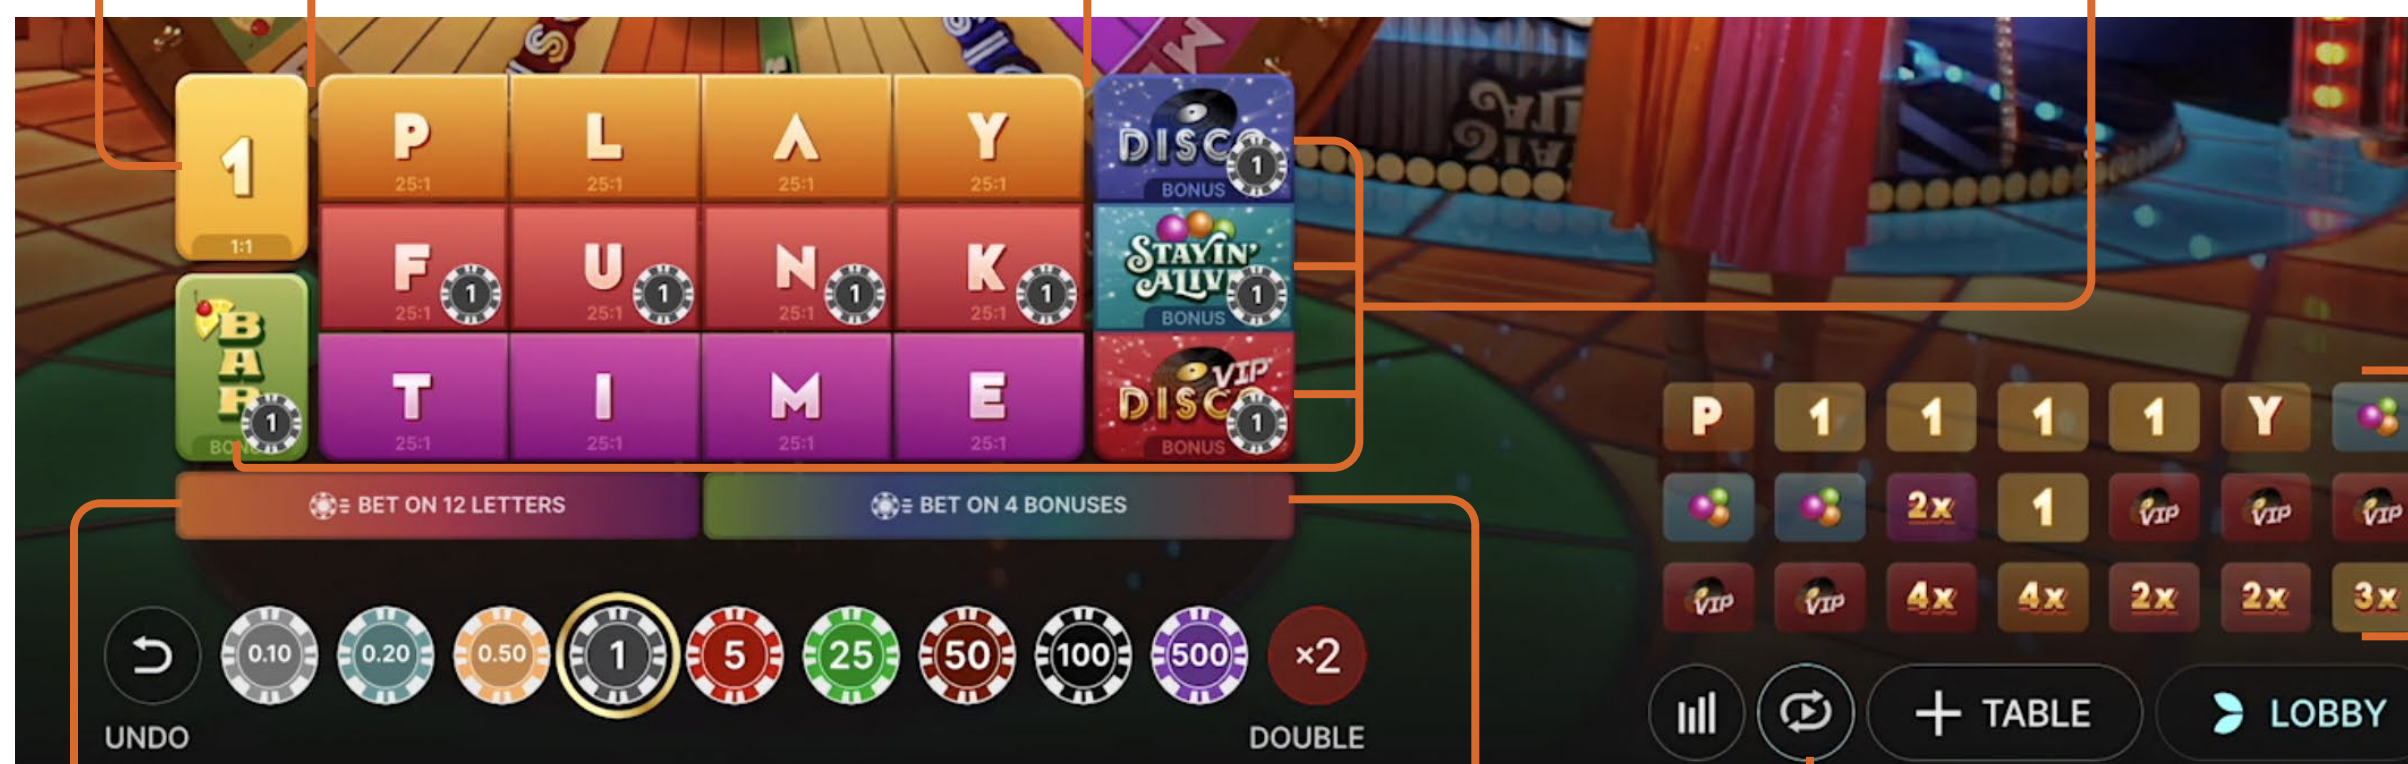 1
1:1
P L A Y
25:1 25:1 25:1 25:1
DISCO 1
BONUS
F 1 U 1 N 1 K 1
25:1 25:1 25:1 25:1
STAYIN'
ALIVE 1
BONUS
BAR 1
BONUS
T I M E
25:1 25:1 25:1 25:1
VIP
DISCO 1
BONUS
BET ON 12 LETTERS
BET ON 4 BONUSES
0.10 0.20 0.50 1 5 25 50 100 500 ×2
UNDO
DOUBLE
P 1 1 1 1 Y
2x 1 VIP VIP VIP
VIP VIP 4x 4x 2x 2x 3x
+ TABLE
LOBBY